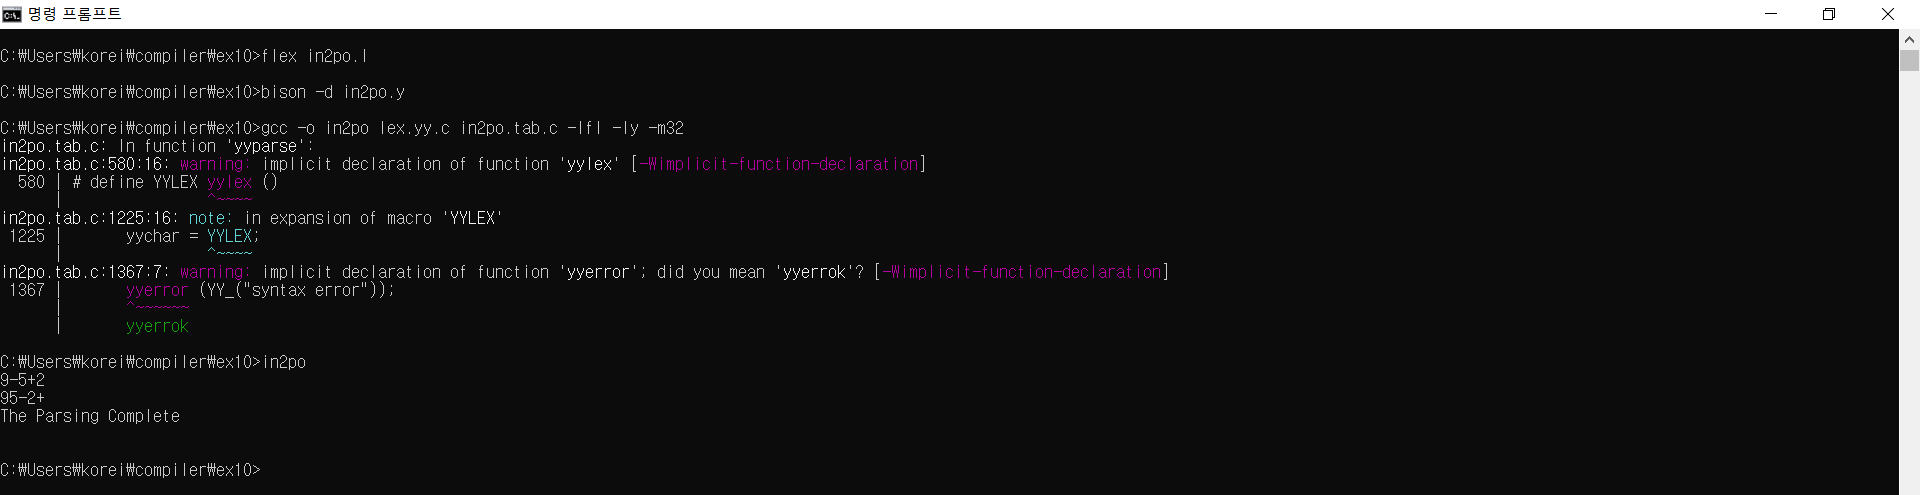 명령 프롬프트
C:₩Users₩korei₩compiler₩ex10>flex in2po.l
C:₩Users₩korei₩compiler₩ex10>bison -d in2po.y
C:₩Users₩korei₩compiler₩ex10>gcc -o in2po lex.yy.c in2po.tab.c -lfl -ly -m32
in2po.tab.c: In function 'yyparse':
in2po.tab.c:580:16: warning: implicit declaration of function 'yylex' [-Wimplicit-function-declaration]
  580 | # define YYLEX yylex ()
      |                ^~~~~
in2po.tab.c:1225:16: note: in expansion of macro 'YYLEX'
 1225 |       yychar = YYLEX;
      |                ^~~~~
in2po.tab.c:1367:7: warning: implicit declaration of function 'yyerror'; did you mean 'yyerrok'? [-Wimplicit-function-declaration]
 1367 |       yyerror (YY_("syntax error"));
      |       ^~~~~~~
      |       yyerrok
C:₩Users₩korei₩compiler₩ex10>in2po
9-5+2
95-2+
The Parsing Complete
C:₩Users₩korei₩compiler₩ex10>